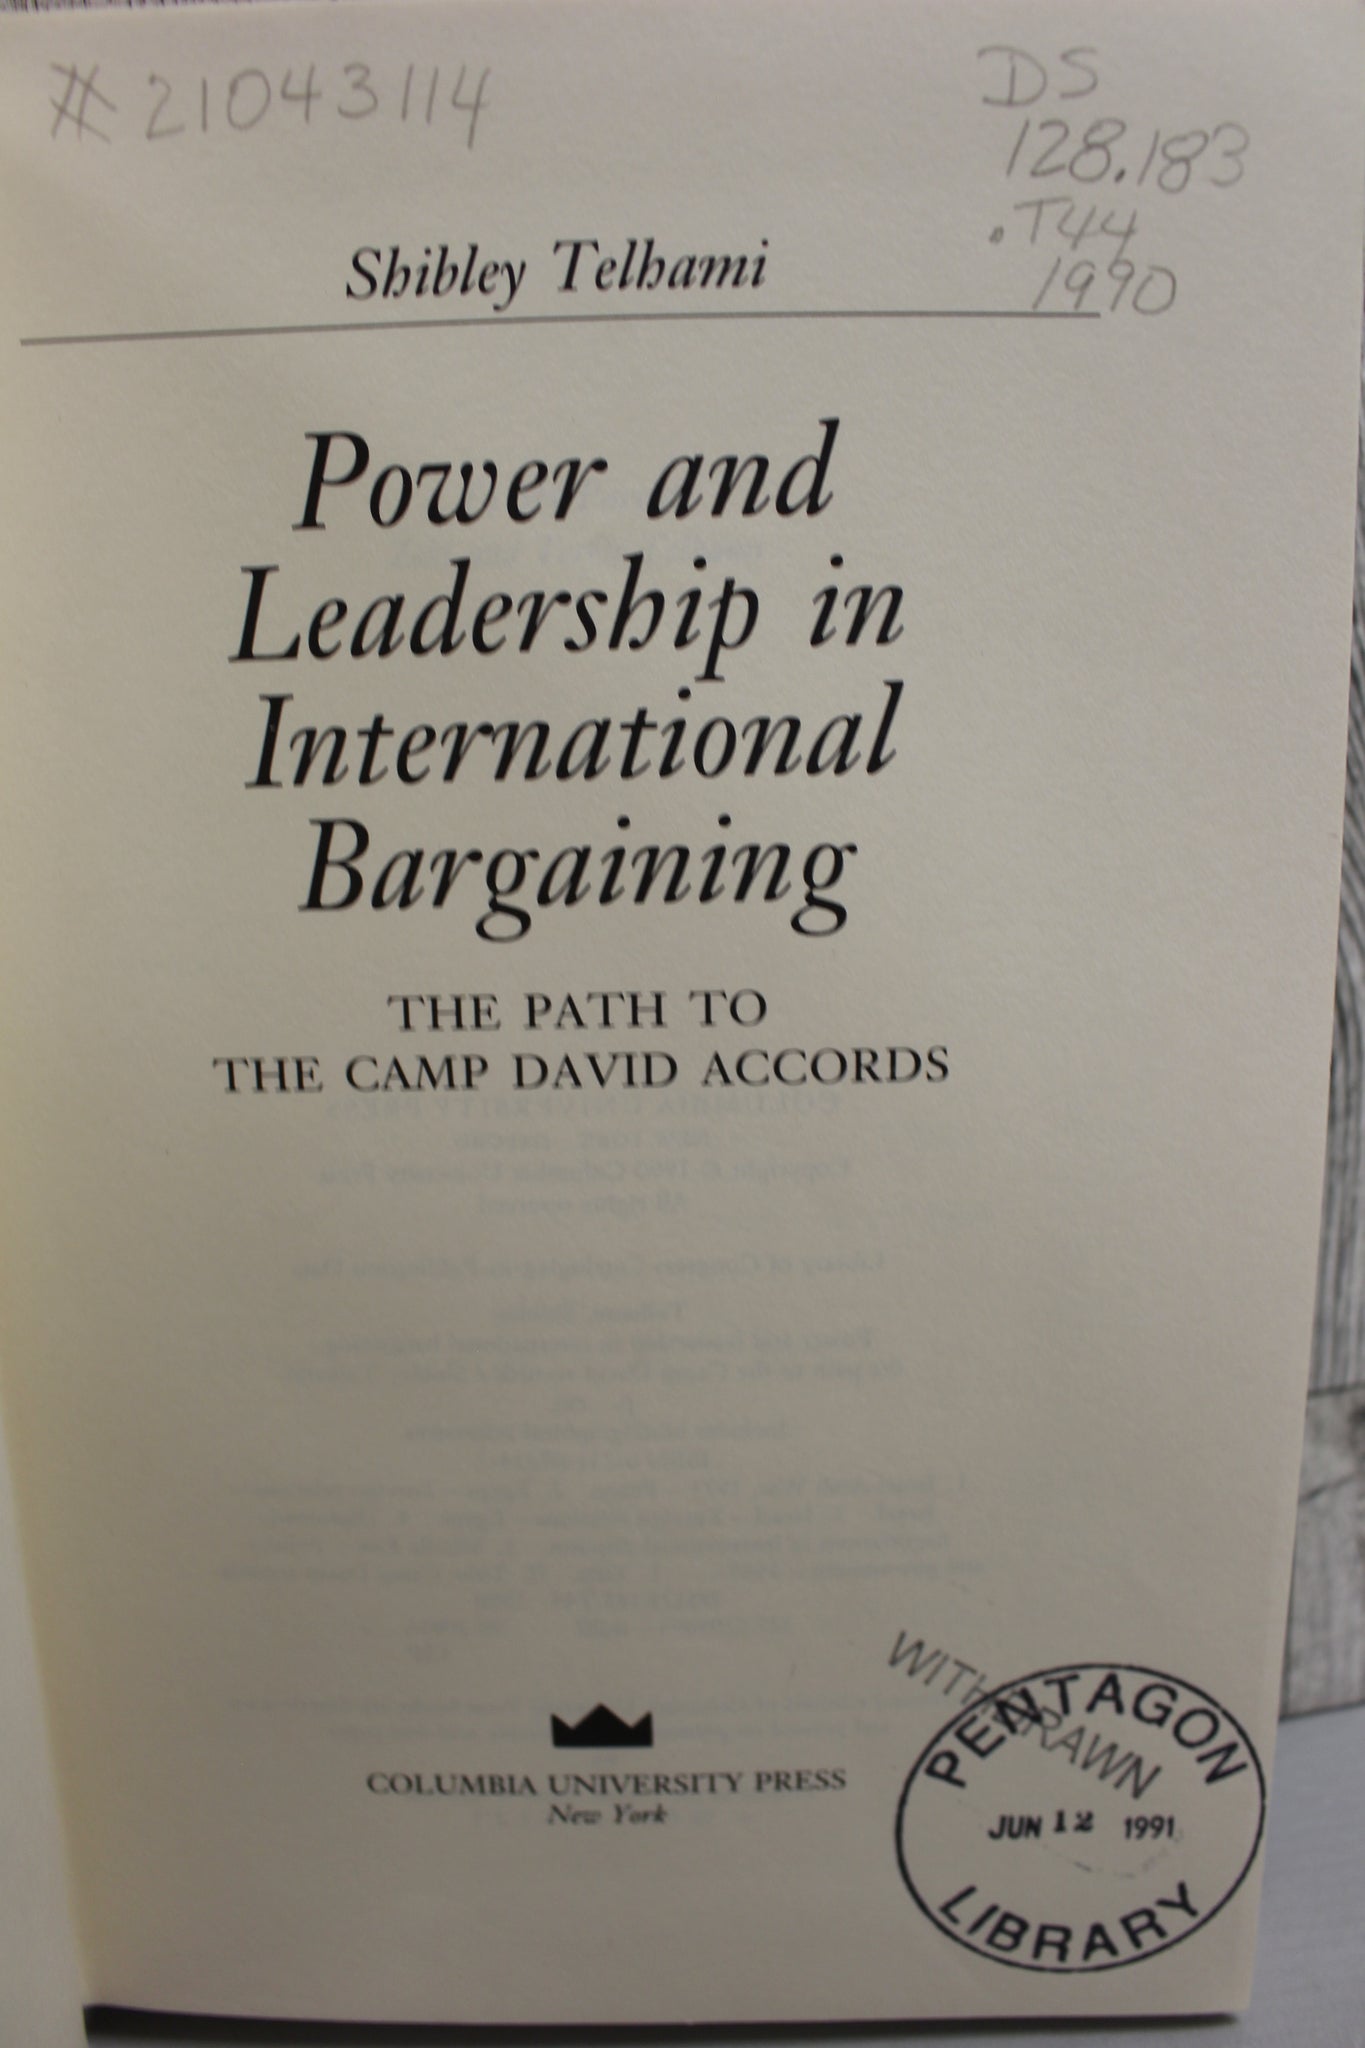 # 21043114
DS
128.183
.T44
1990
Shibley Telhami
Power and
Leadership in
International
Bargaining
THE PATH TO
THE CAMP DAVID ACCORDS
COLUMBIA UNIVERSITY PRESS
New York
WITHDRAWN
PENTAGON
JUN 12 1991
LIBRARY